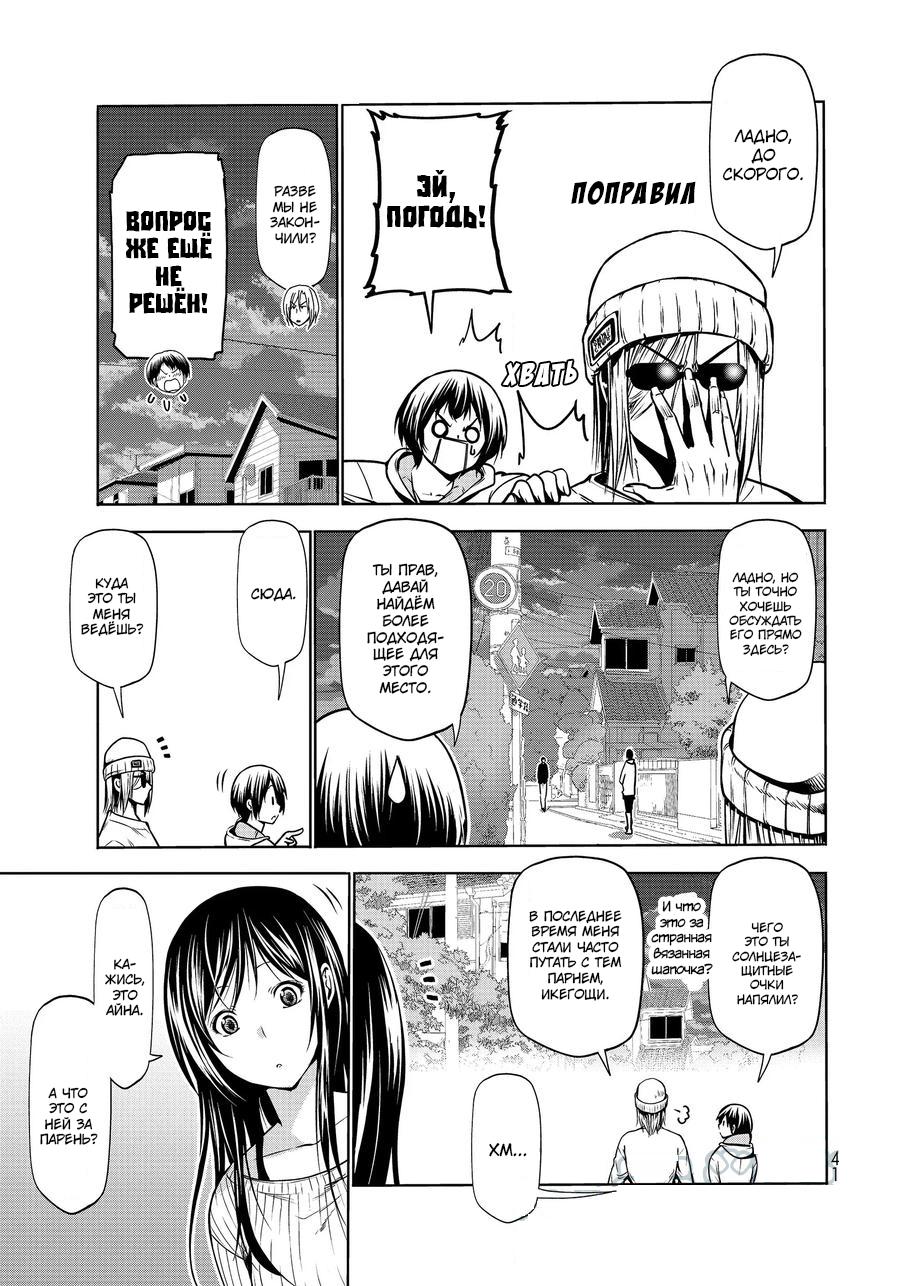 ЛАДНО,
ДО
СКОРОГО.
ПОПРАВИЛ
ЭЙ,
ПОГОДЬ!
ХВАТЬ
РАЗВЕ
МЫ НЕ
ЗАКОН-
ЧИЛИ?
ВОПРОС
ЖЕ ЕЩЁ
НЕ
РЕШЁН!
ЛАДНО, НО
ТЫ ТОЧНО
ХОЧЕШЬ
ОБСУЖДАТЬ
ЕГО ПРЯМО
ЗДЕСЬ?
20
ТЫ ПРАВ,
ДАВАЙ
НАЙДЁМ
БОЛЕЕ
ПОДХОДЯ-
ЩЕЕ ДЛЯ
ЭТОГО
МЕСТО.
СЮДА.
КУДА
ЭТО ТЫ
МЕНЯ
ВЕДЁШЬ?
ЧЕГО
ЭТО ТЫ
СОЛНЦЕЗА-
ЩИТНЫЕ
ОЧКИ
НАПЯЛИЛ?
И что
это за
странная
вязанная
шапочка?
В ПОСЛЕДНЕЕ
ВРЕМЯ МЕНЯ
СТАЛИ ЧАСТО
ПУТАТЬ С
ТЕМ ПАРНЕМ,
ИКЕГОЩИ.
ХМ...
КА-
ЖИСЬ,
ЭТО
АЙНА.
А ЧТО
ЭТО С
НЕЙ ЗА
ПАРЕНЬ?
41